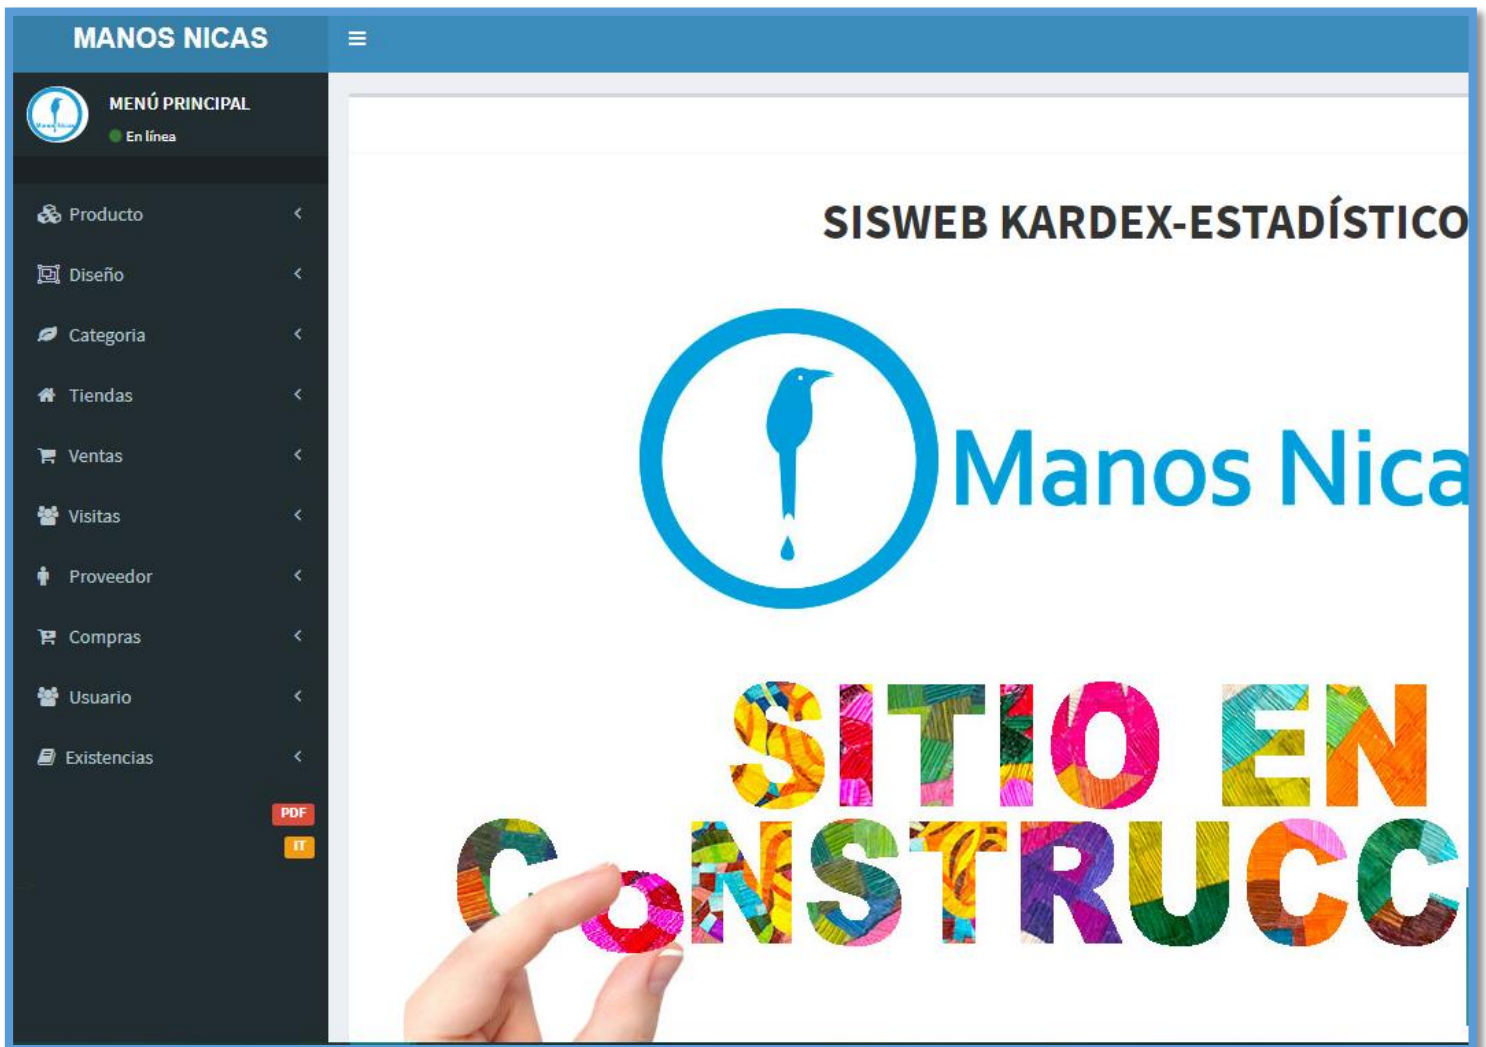 MANOS NICAS
MENÚ PRINCIPAL
En línea
Producto
Diseño
Categoria
Tiendas
Ventas
Visitas
Proveedor
Compras
Usuario
Existencias
PDF
IT
SISWEB KARDEX-ESTADÍSTICO
Manos Nica
SITIO EN
CoNSTRUCC